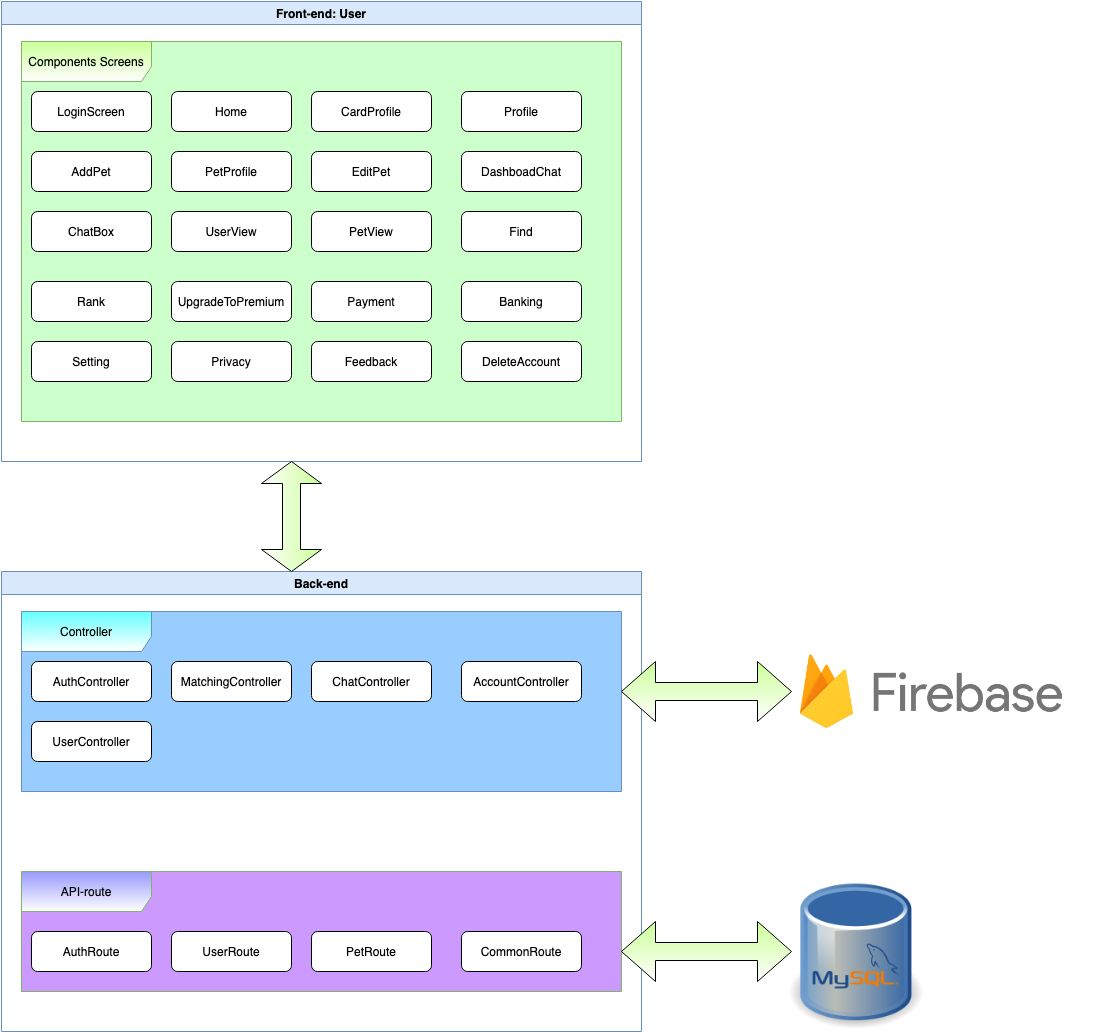 Front-end: User
Components Screens
LoginScreen
Home
CardProfile
Profile
AddPet
PetProfile
EditPet
DashboadChat
ChatBox
UserView
PetView
Find
Rank
UpgradeToPremium
Payment
Banking
Setting
Privacy
Feedback
DeleteAccount
Back-end
Controller
AuthController
MatchingController
ChatController
AccountController
UserController
Firebase
API-route
AuthRoute
UserRoute
PetRoute
CommonRoute
MySQL